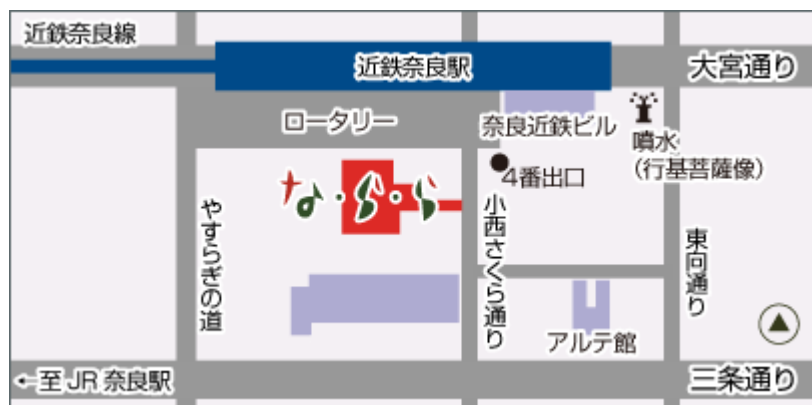 近鉄奈良線
近鉄奈良駅
大宮通り
ロータリー
奈良近鉄ビル
噴水
（行基菩薩像）
4番出口
な・ら・ら
やすらぎの道
小西さくら通り
東向通り
アルテ館
←至JR奈良駅
三条通り